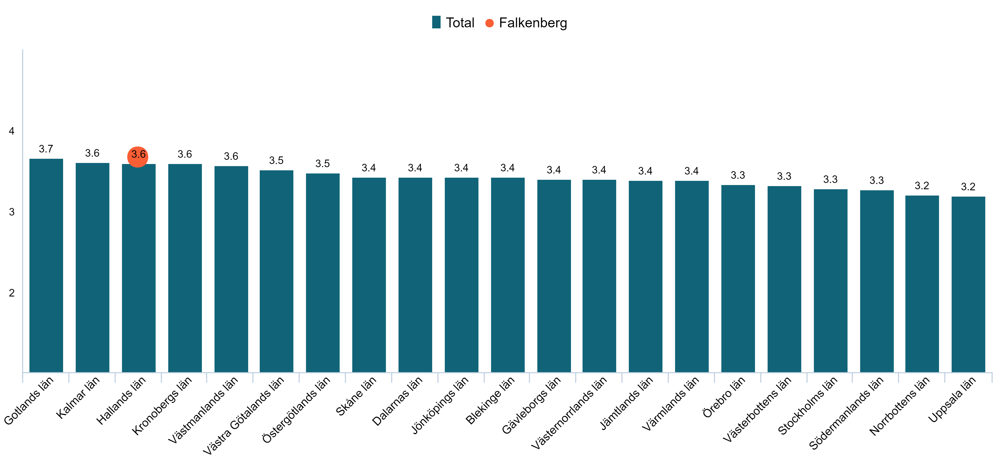 Total Falkenberg
4
3
2
3.7 3.6 3.6 3.6 3.6 3.5 3.5 3.4 3.4 3.4 3.4 3.4 3.4 3.4 3.4 3.3 3.3 3.3 3.3 3.2 3.2
Gotlands län
Kalmar län
Hallands län
Kronobergs län
Västmanlands län
Västra Götalands län
Östergötlands län
Skåne län
Dalarnas län
Jönköpings län
Blekinge län
Gävleborgs län
Västernorrlands län
Jämtlands län
Värmlands län
Örebro län
Västerbottens län
Stockholms län
Södermanlands län
Norrbottens län
Uppsala län